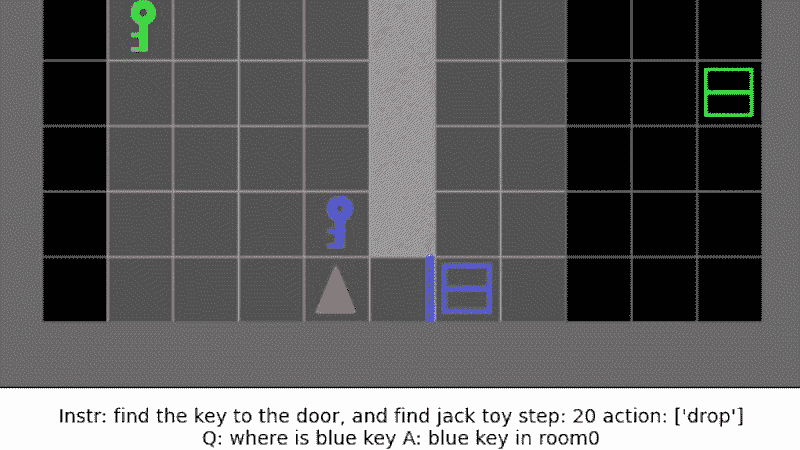 Instr: find the key to the door, and find jack toy step: 20 action: ['drop']
Q: where is blue key A: blue key in room0